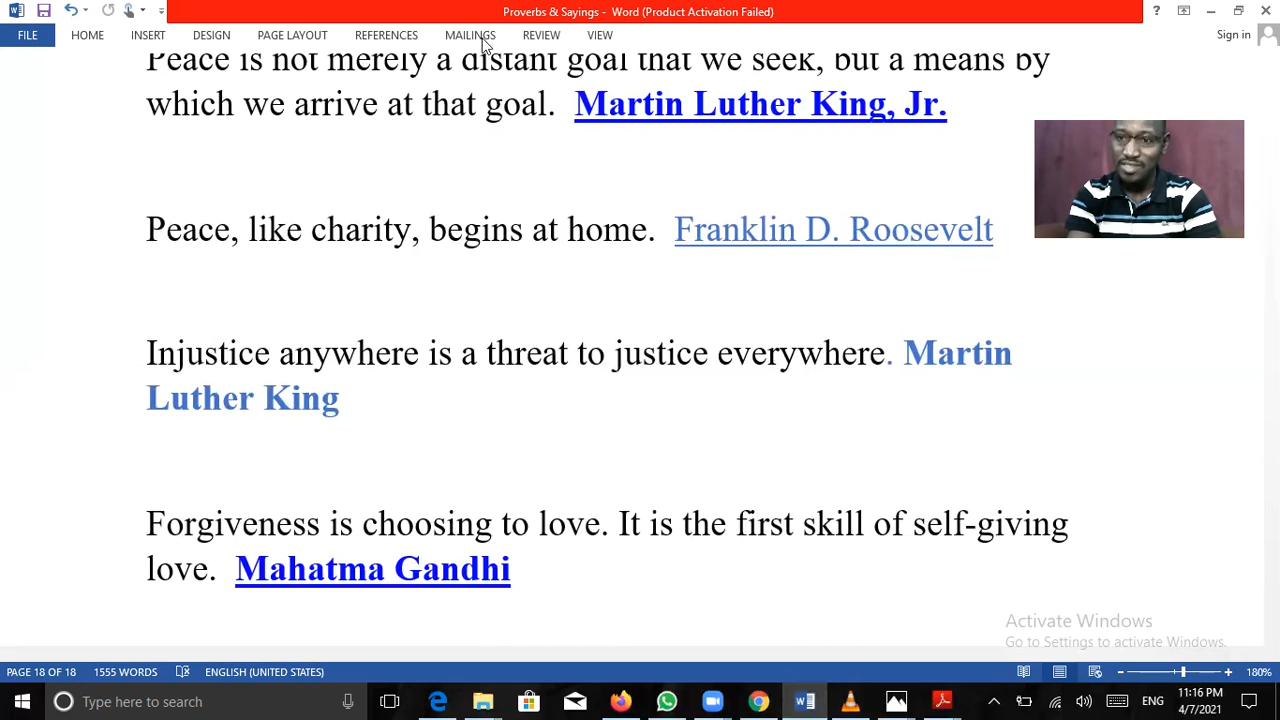 Proverbs & Sayings - Word (Product Activation Failed)
?
FILE HOME INSERT DESIGN PAGE LAYOUT REFERENCES MAILINGS REVIEW VIEW Sign in
Peace is not merely a distant goal that we seek, but a means by
which we arrive at that goal. Martin Luther King, Jr.
Peace, like charity, begins at home. Franklin D. Roosevelt
Injustice anywhere is a threat to justice everywhere. Martin
Luther King
Forgiveness is choosing to love. It is the first skill of self-giving
love. Mahatma Gandhi
Activate Windows
Go to Settings to activate Windows.
PAGE 18 OF 18 1555 WORDS ENGLISH (UNITED STATES) 180%
Type here to search
ENG
11:16 PM
4/7/2021